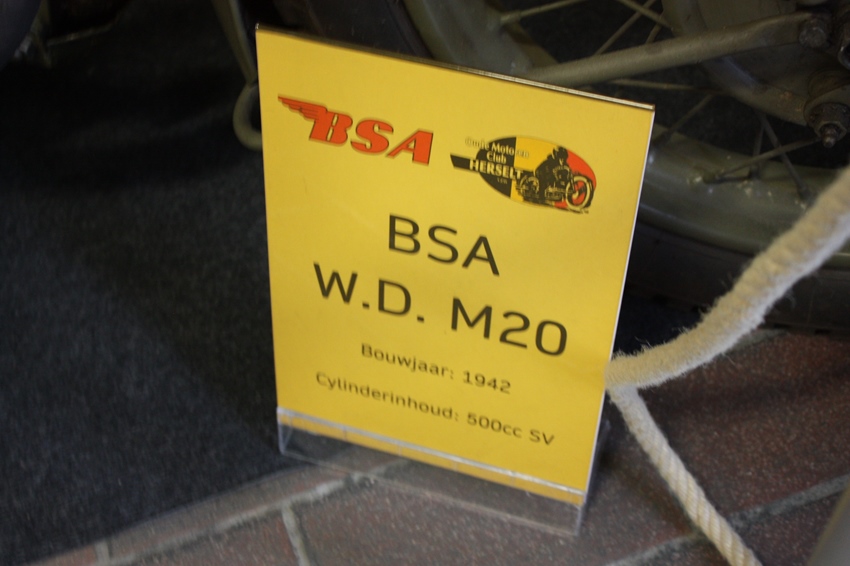 BSA
Oude Motoren
Club
HERSELT
BSA
W.D. M20
Bouwjaar: 1942
Cylinderinhoud: 500cc SV